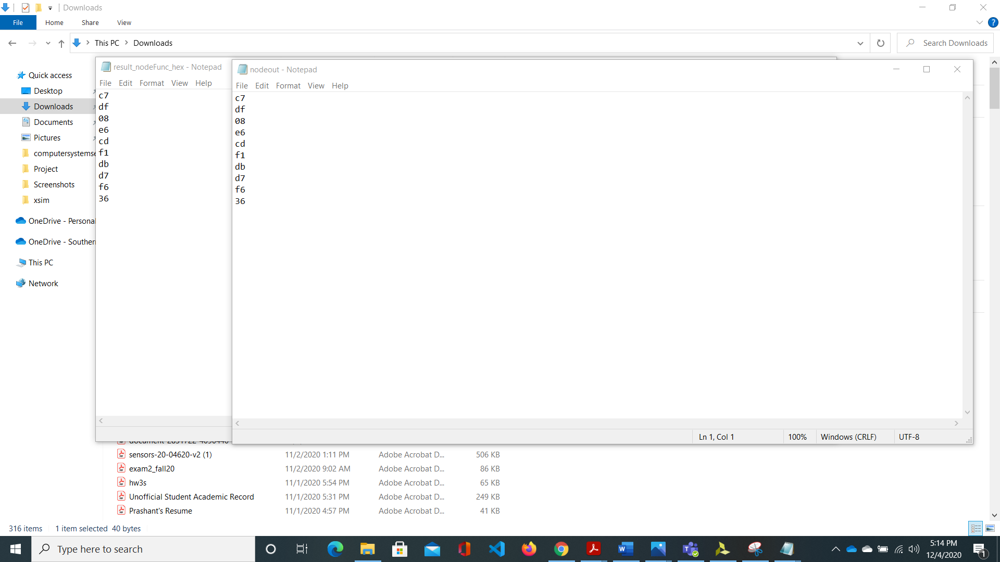 Downloads
File Home Share View
This PC Downloads
Search Downloads
Quick access
Desktop
Downloads
Documents
Pictures
computersystemse
Project
Screenshots
xsim
OneDrive - Personal
OneDrive - Southern
This PC
Network
result_nodeFunc_hex - Notepad
File Edit Format View Help
c7
df
08
e6
cd
f1
db
d7
f6
36
nodeout - Notepad
File Edit Format View Help
c7
df
08
e6
cd
f1
db
d7
f6
36
Ln 1, Col 1 100% Windows (CRLF) UTF-8
sensors-20-04620-v2 (1) 11/2/2020 1:11 PM Adobe Acrobat D... 506 KB
exam2_fall20 11/2/2020 9:02 AM Adobe Acrobat D... 86 KB
hw3s 11/1/2020 5:54 PM Adobe Acrobat D... 65 KB
Unofficial Student Academic Record 11/1/2020 5:31 PM Adobe Acrobat D... 249 KB
Prashant's Resume 11/1/2020 4:57 PM Adobe Acrobat D... 41 KB
316 items 1 item selected 40 bytes
Type here to search
5:14 PM
12/4/2020
1